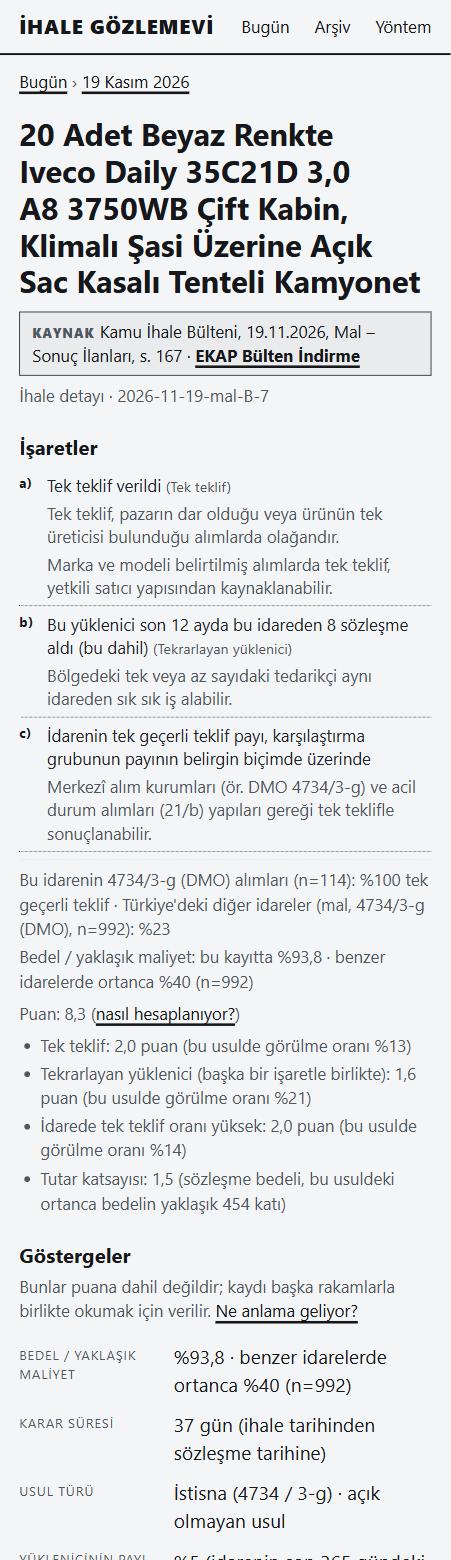 İHALE GÖZLEMEVİ Bugün Arşiv Yöntem
Bugün › 19 Kasım 2026
20 Adet Beyaz Renkte
Iveco Daily 35C21D 3,0
A8 3750WB Çift Kabin,
Klimalı Şasi Üzerine Açık
Sac Kasalı Tenteli Kamyonet
KAYNAK Kamu İhale Bülteni, 19.11.2026, Mal –
Sonuç İlanları, s. 167 · EKAP Bülten İndirme
İhale detayı · 2026-11-19-mal-B-7
İşaretler
a) Tek teklif verildi (Tek teklif)
Tek teklif, pazarın dar olduğu veya ürünün tek
üreticisi bulunduğu alımlarda olağandır.
Marka ve modeli belirtilmiş alımlarda tek teklif,
yetkili satıcı yapısından kaynaklanabilir.
b) Bu yüklenici son 12 ayda bu idareden 8 sözleşme
aldı (bu dahil) (Tekrarlayan yüklenici)
Bölgedeki tek veya az sayıdaki tedarikçi aynı
idareden sık sık iş alabilir.
c) İdarenin tek geçerli teklif payı, karşılaştırma
grubunun payının belirgin biçimde üzerinde
Merkezî alım kurumları (ör. DMO 4734/3-g) ve acil
durum alımları (21/b) yapıları gereği tek teklifle
sonuçlanabilir.
Bu idarenin 4734/3-g (DMO) alımları (n=114): %100 tek
geçerli teklif · Türkiye'deki diğer idareler (mal, 4734/3-g
(DMO), n=992): %23
Bedel / yaklaşık maliyet: bu kayıtta %93,8 · benzer
idarelerde ortanca %40 (n=992)
Puan: 8,3 (nasıl hesaplanıyor?)
• Tek teklif: 2,0 puan (bu usulde görülme oranı %13)
• Tekrarlayan yüklenici (başka bir işaretle birlikte): 1,6
puan (bu usulde görülme oranı %21)
• İdarede tek teklif oranı yüksek: 2,0 puan (bu usulde
görülme oranı %14)
• Tutar katsayısı: 1,5 (sözleşme bedeli, bu usuldeki
ortanca bedelin yaklaşık 454 katı)
Göstergeler
Bunlar puana dahil değildir; kaydı başka rakamlarla
birlikte okumak için verilir. Ne anlama geliyor?
BEDEL / YAKLAŞIK
MALİYET
%93,8 · benzer idarelerde
ortanca %40 (n=992)
KARAR SÜRESİ
37 gün (ihale tarihinden
sözleşme tarihine)
USUL TÜRÜ
İstisna (4734 / 3-g) · açık
olmayan usul